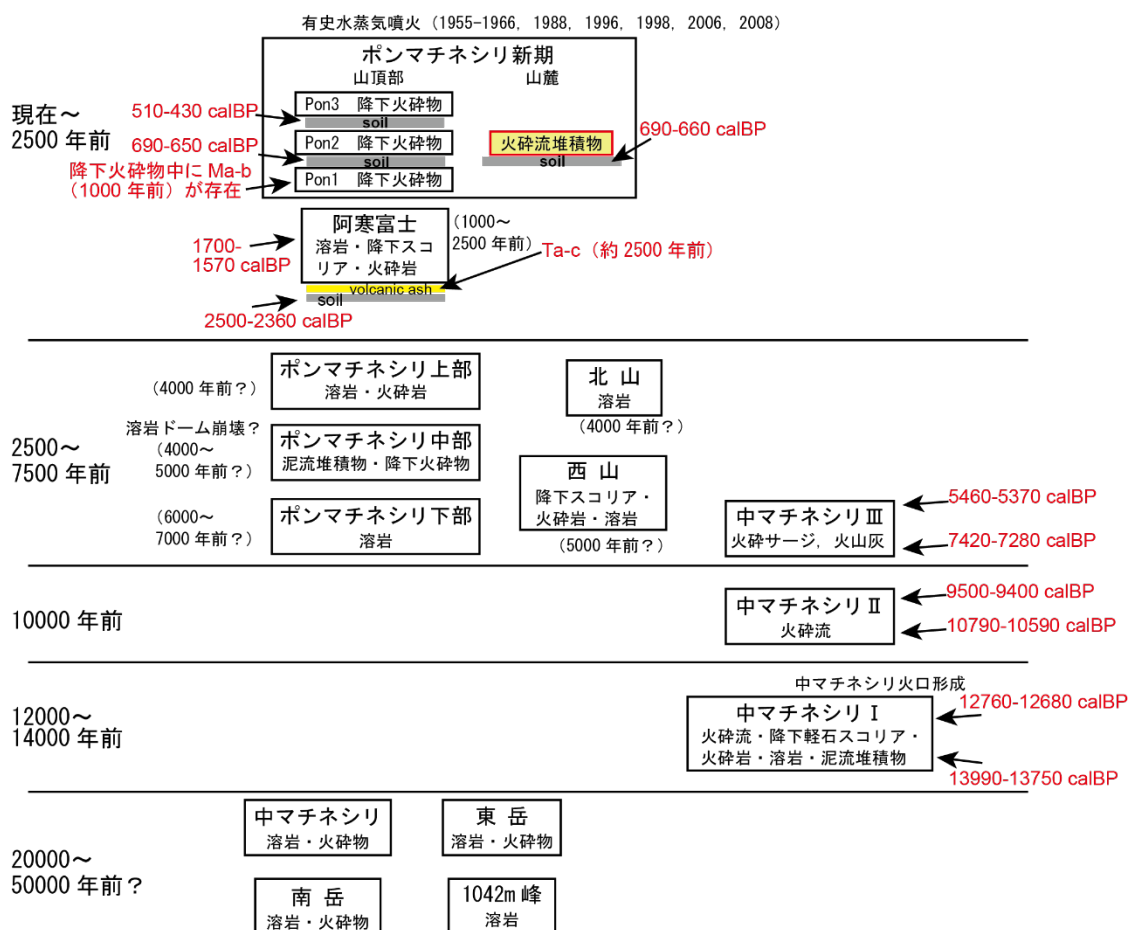 有史水蒸気噴火（1955-1966, 1988, 1996, 1998, 2006, 2008）
ポンマチネシリ新期
山頂部
山麓
現在～
2500 年前
Pon3 降下火砕物
soil
Pon2 降下火砕物
soil
Pon1 降下火砕物
510-430 calBP
690-650 calBP
降下火砕物中に Ma-b
（1000 年前）が存在
火砕流堆積物
soil
690-660 calBP
阿寒富士
溶岩・降下スコ
リア・火砕岩
（1000～
2500 年前）
1700-
1570 calBP
Ta-c（約 2500 年前）
volcanic ash
soil
2500-2360 calBP
2500～
7500 年前
（4000 年前？）
ポンマチネシリ上部
溶岩・火砕岩
北 山
溶岩
（4000 年前？）
溶岩ドーム崩壊？
（4000～
5000 年前？）
ポンマチネシリ中部
泥流堆積物・降下火砕物
西 山
降下スコリア・
火砕岩・溶岩
（5000 年前？）
（6000～
7000 年前？）
ポンマチネシリ下部
溶岩
中マチネシリⅢ
火砕サージ, 火山灰
5460-5370 calBP
7420-7280 calBP
10000 年前
中マチネシリⅡ
火砕流
9500-9400 calBP
10790-10590 calBP
12000～
14000 年前
中マチネシリ火口形成
中マチネシリⅠ
火砕流・降下軽石スコリア・
火砕岩・溶岩・泥流堆積物
12760-12680 calBP
13990-13750 calBP
20000～
50000 年前？
中マチネシリ
溶岩・火砕物
東 岳
溶岩・火砕物
南 岳
溶岩・火砕物
1042m 峰
溶岩